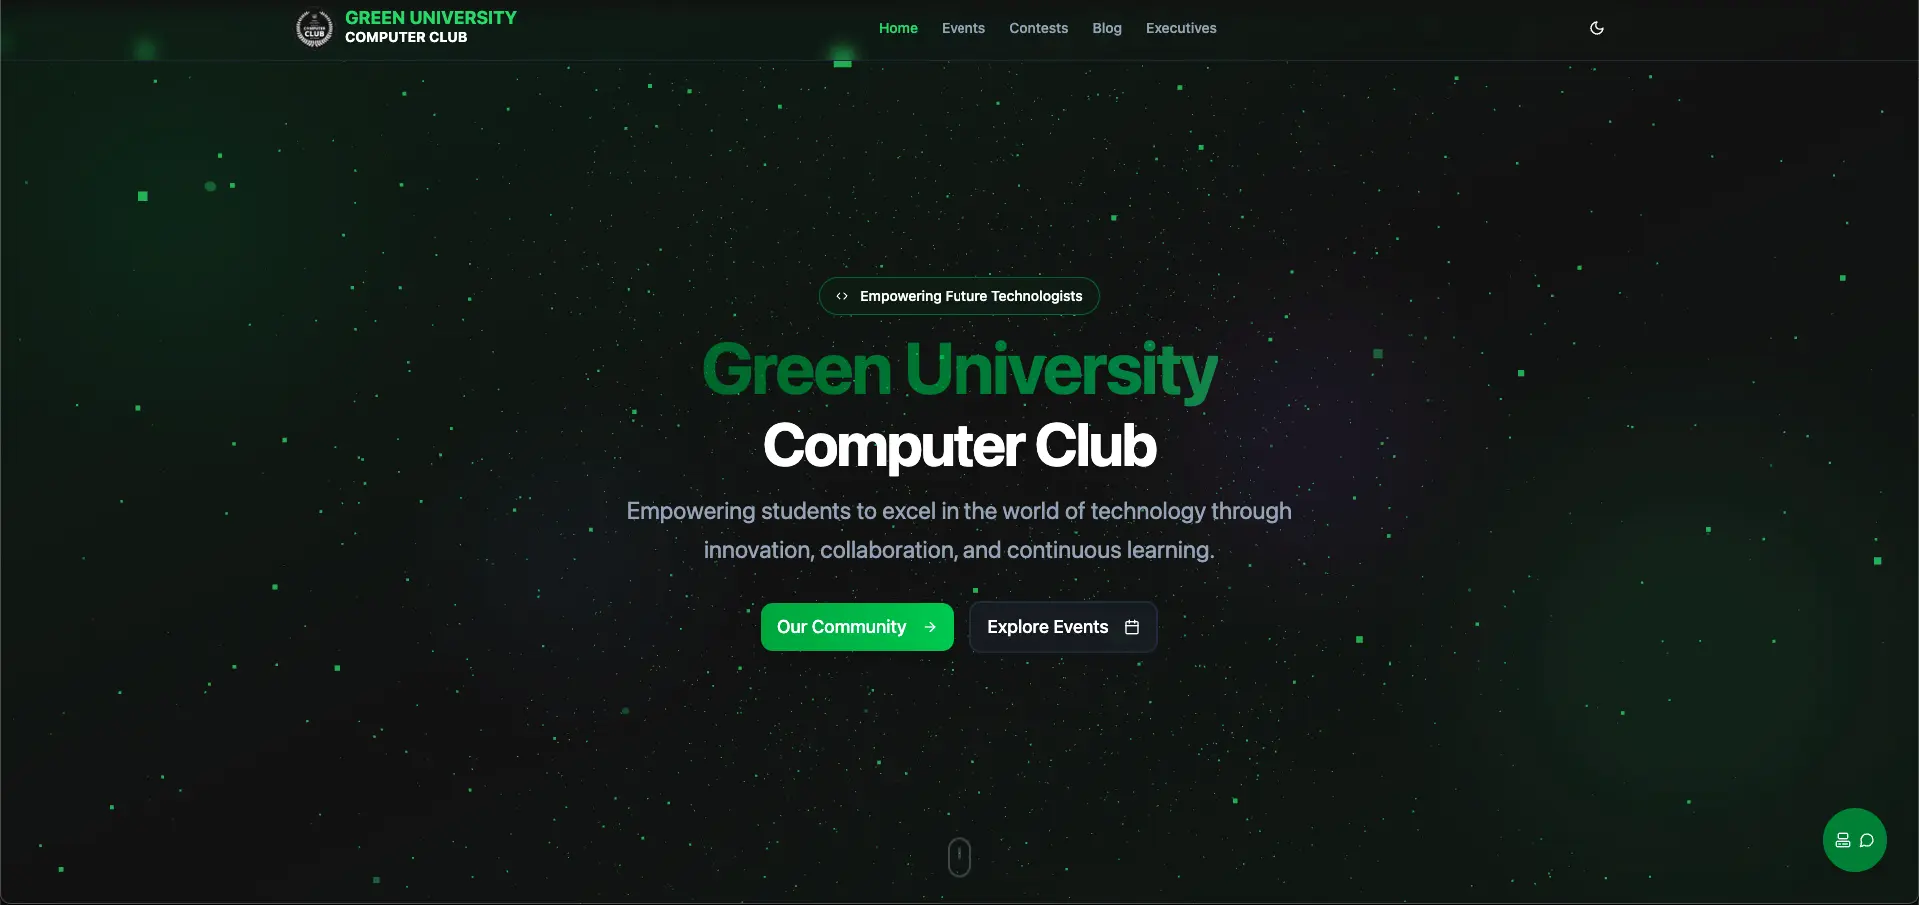 GREEN UNIVERSITY
COMPUTER CLUB
Home
Events
Contests
Blog
Executives
Empowering Future Technologists
Green University
Computer Club
Empowering students to excel in the world of technology through
innovation, collaboration, and continuous learning.
Our Community
Explore Events